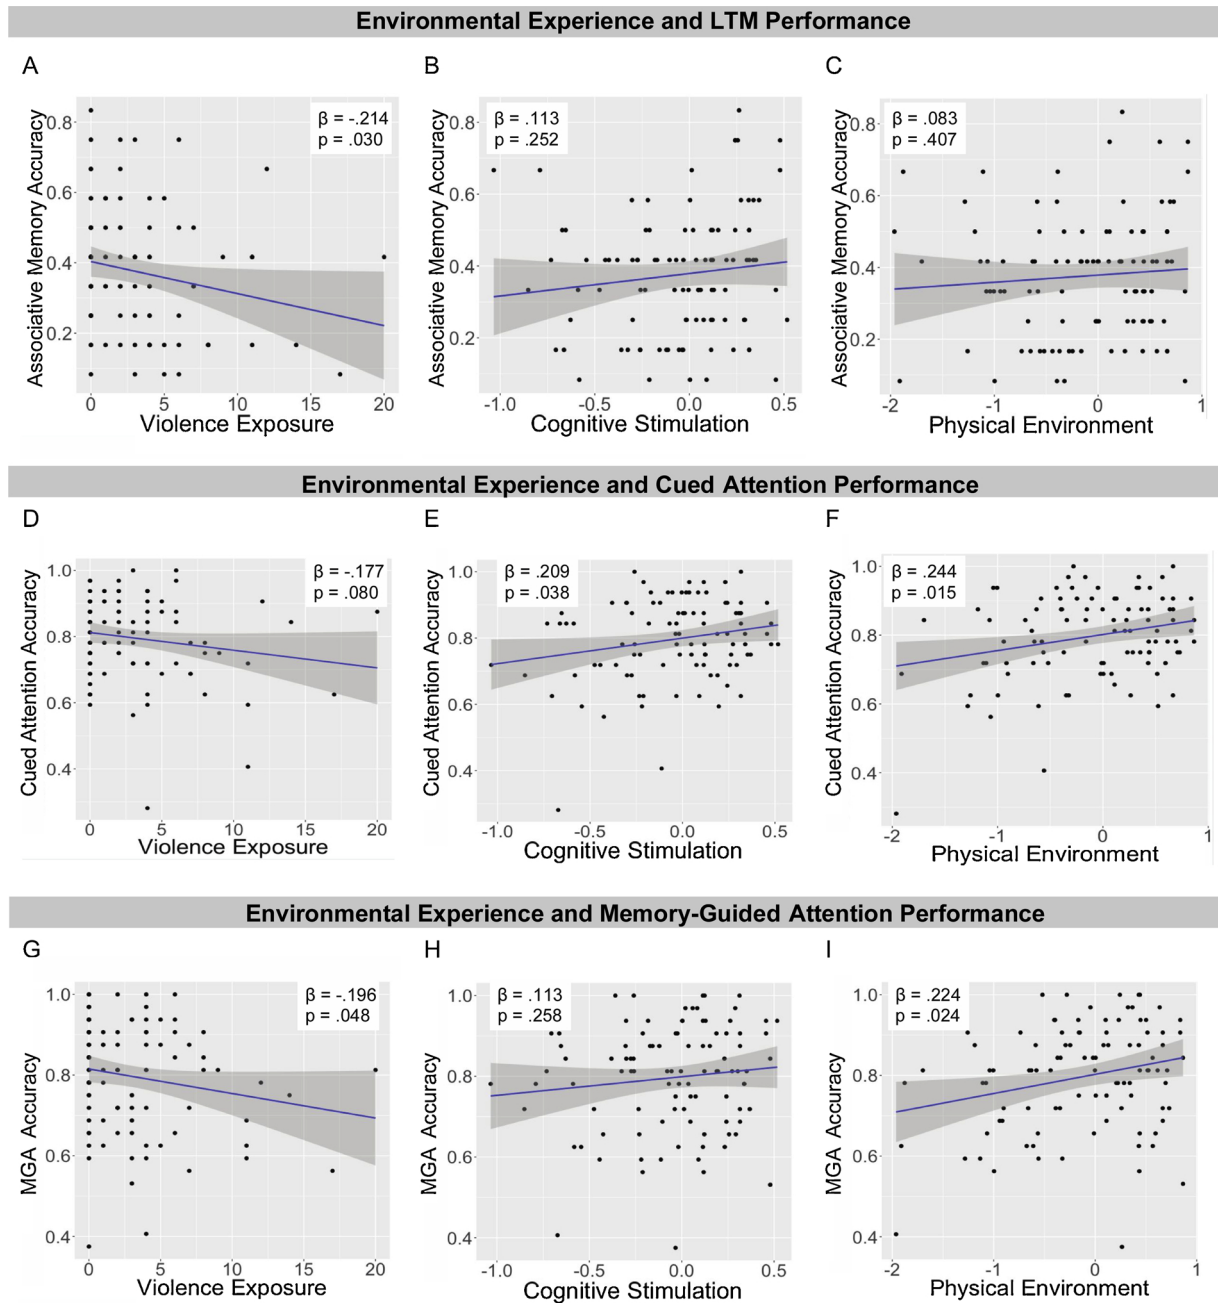 Environmental Experience and LTM Performance
A
B
C
β = -.214
p = .030
β = .113
p = .252
β = .083
p = .407
Associative Memory Accuracy
0.8
0.6
0.4
0.2
0
5
10
15
20
Violence Exposure
Associative Memory Accuracy
0.8
0.6
0.4
0.2
-1.0
-0.5
0.0
0.5
Cognitive Stimulation
Associative Memory Accuracy
0.8
0.6
0.4
0.2
-2
-1
0
1
Physical Environment
Environmental Experience and Cued Attention Performance
D
E
F
β = -.177
p = .080
β = .209
p = .038
β = .244
p = .015
Cued Attention Accuracy
1.0
0.8
0.6
0.4
0
5
10
15
20
Violence Exposure
Cued Attention Accuracy
1.0
0.8
0.6
0.4
-1.0
-0.5
0.0
0.5
Cognitive Stimulation
Cued Attention Accuracy
1.0
0.8
0.6
0.4
-2
-1
0
1
Physical Environment
Environmental Experience and Memory-Guided Attention Performance
G
H
I
β = -.196
p = .048
β = .113
p = .258
β = .224
p = .024
MGA Accuracy
1.0
0.8
0.6
0.4
0
5
10
15
20
Violence Exposure
MGA Accuracy
1.0
0.8
0.6
0.4
-1.0
-0.5
0.0
0.5
Cognitive Stimulation
MGA Accuracy
1.0
0.8
0.6
0.4
-2
-1
0
1
Physical Environment